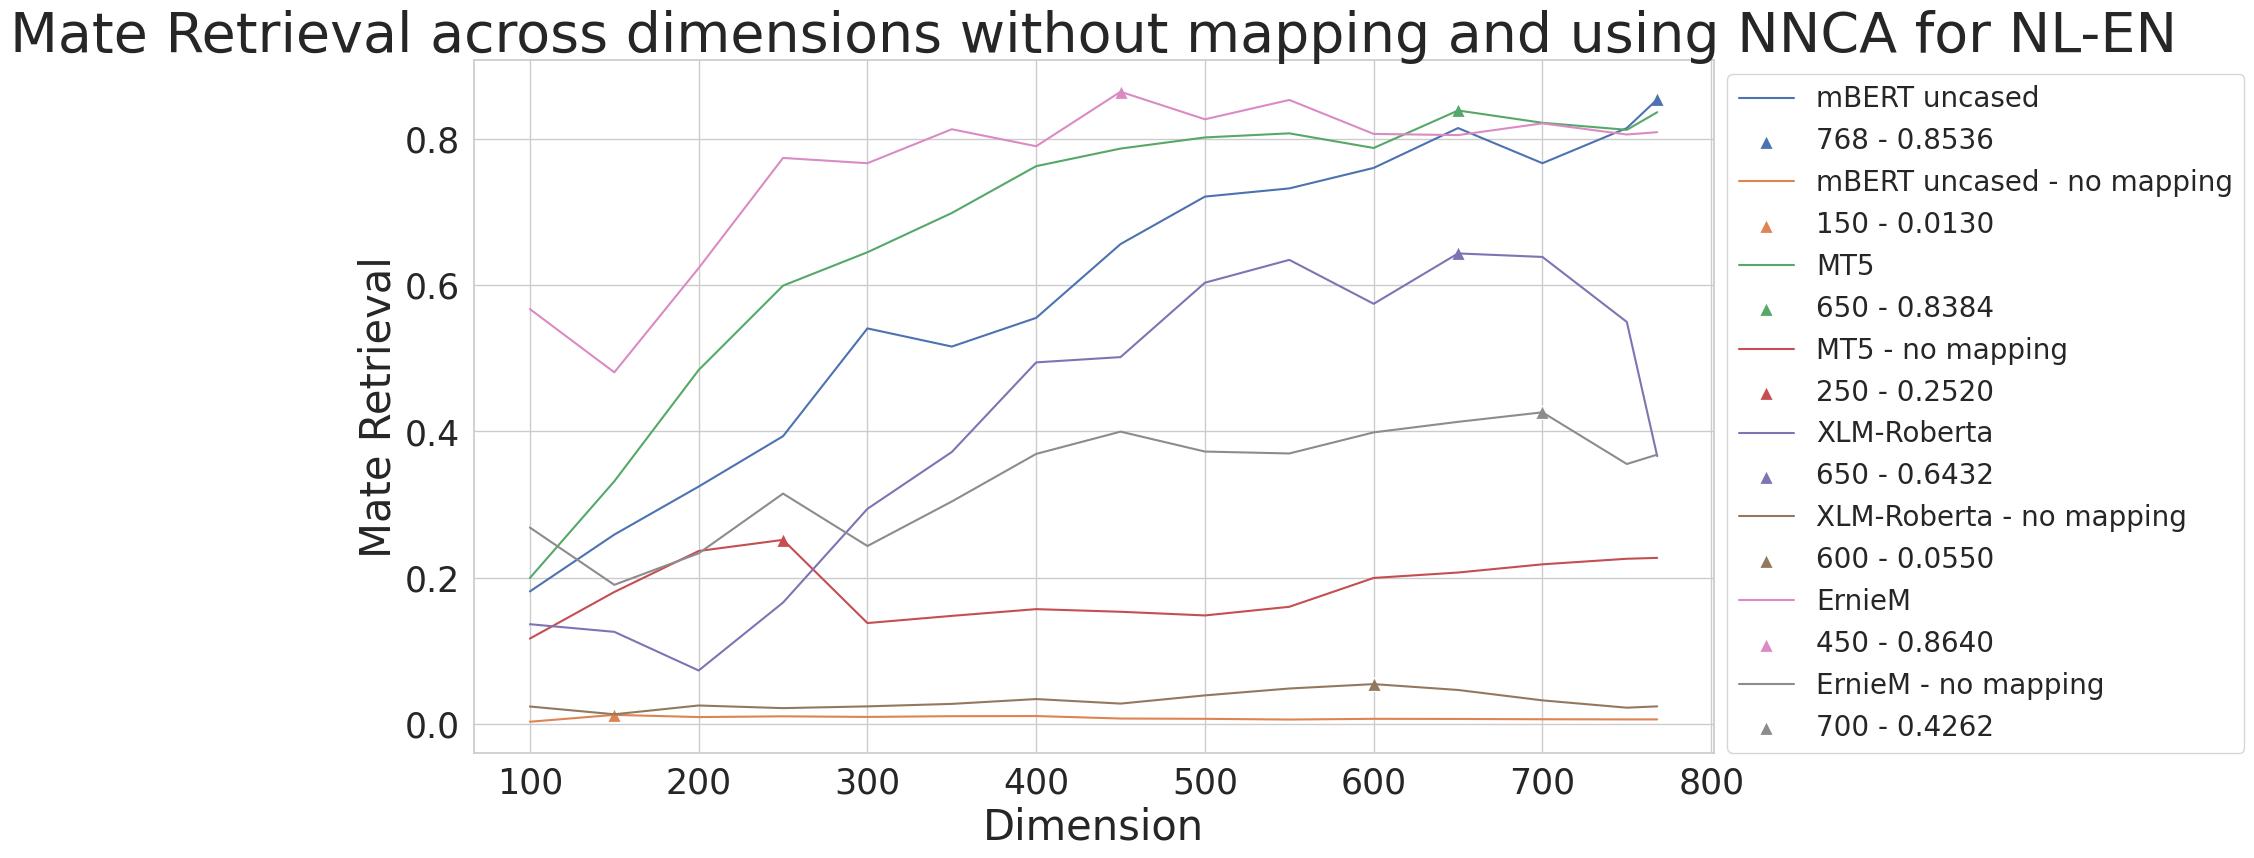 Mate Retrieval across dimensions without mapping and using NNCA for NL-EN
Mate Retrieval
0.8
0.6
0.4
0.2
0.0
100 200 300 400 500 600 700 800
Dimension
mBERT uncased
768 - 0.8536
mBERT uncased - no mapping
150 - 0.0130
MT5
650 - 0.8384
MT5 - no mapping
250 - 0.2520
XLM-Roberta
650 - 0.6432
XLM-Roberta - no mapping
600 - 0.0550
ErnieM
450 - 0.8640
ErnieM - no mapping
700 - 0.4262